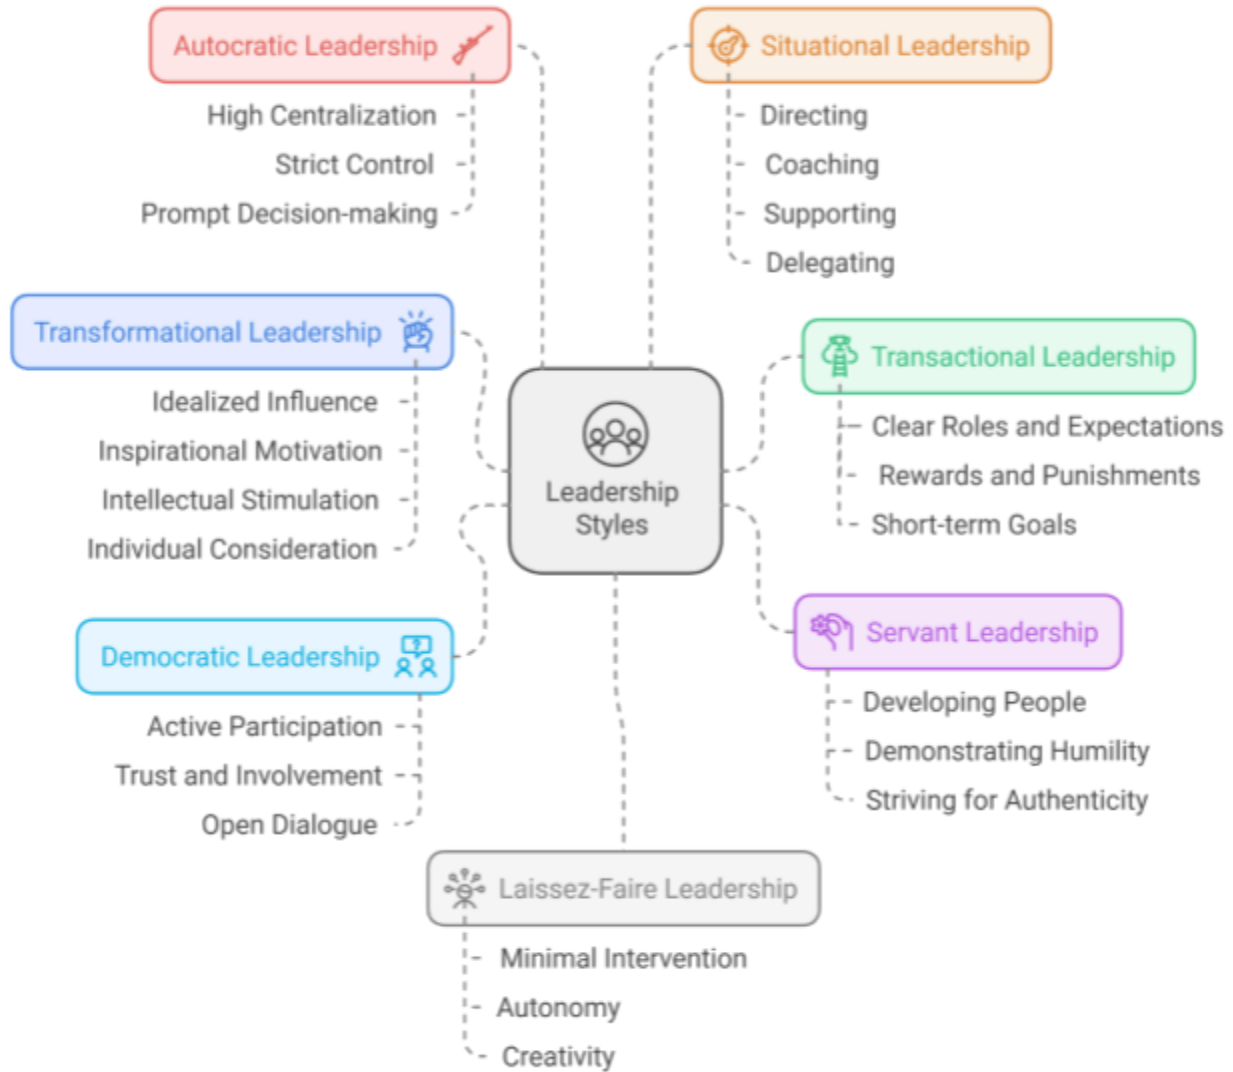 Autocratic Leadership
High Centralization
Strict Control
Prompt Decision-making
Situational Leadership
Directing
Coaching
Supporting
Delegating
Transformational Leadership
Idealized Influence
Inspirational Motivation
Intellectual Stimulation
Individual Consideration
Leadership
Styles
Transactional Leadership
Clear Roles and Expectations
Rewards and Punishments
Short-term Goals
Democratic Leadership
?
Active Participation
Trust and Involvement
Open Dialogue
Servant Leadership
Developing People
Demonstrating Humility
Striving for Authenticity
Laissez-Faire Leadership
Minimal Intervention
Autonomy
Creativity